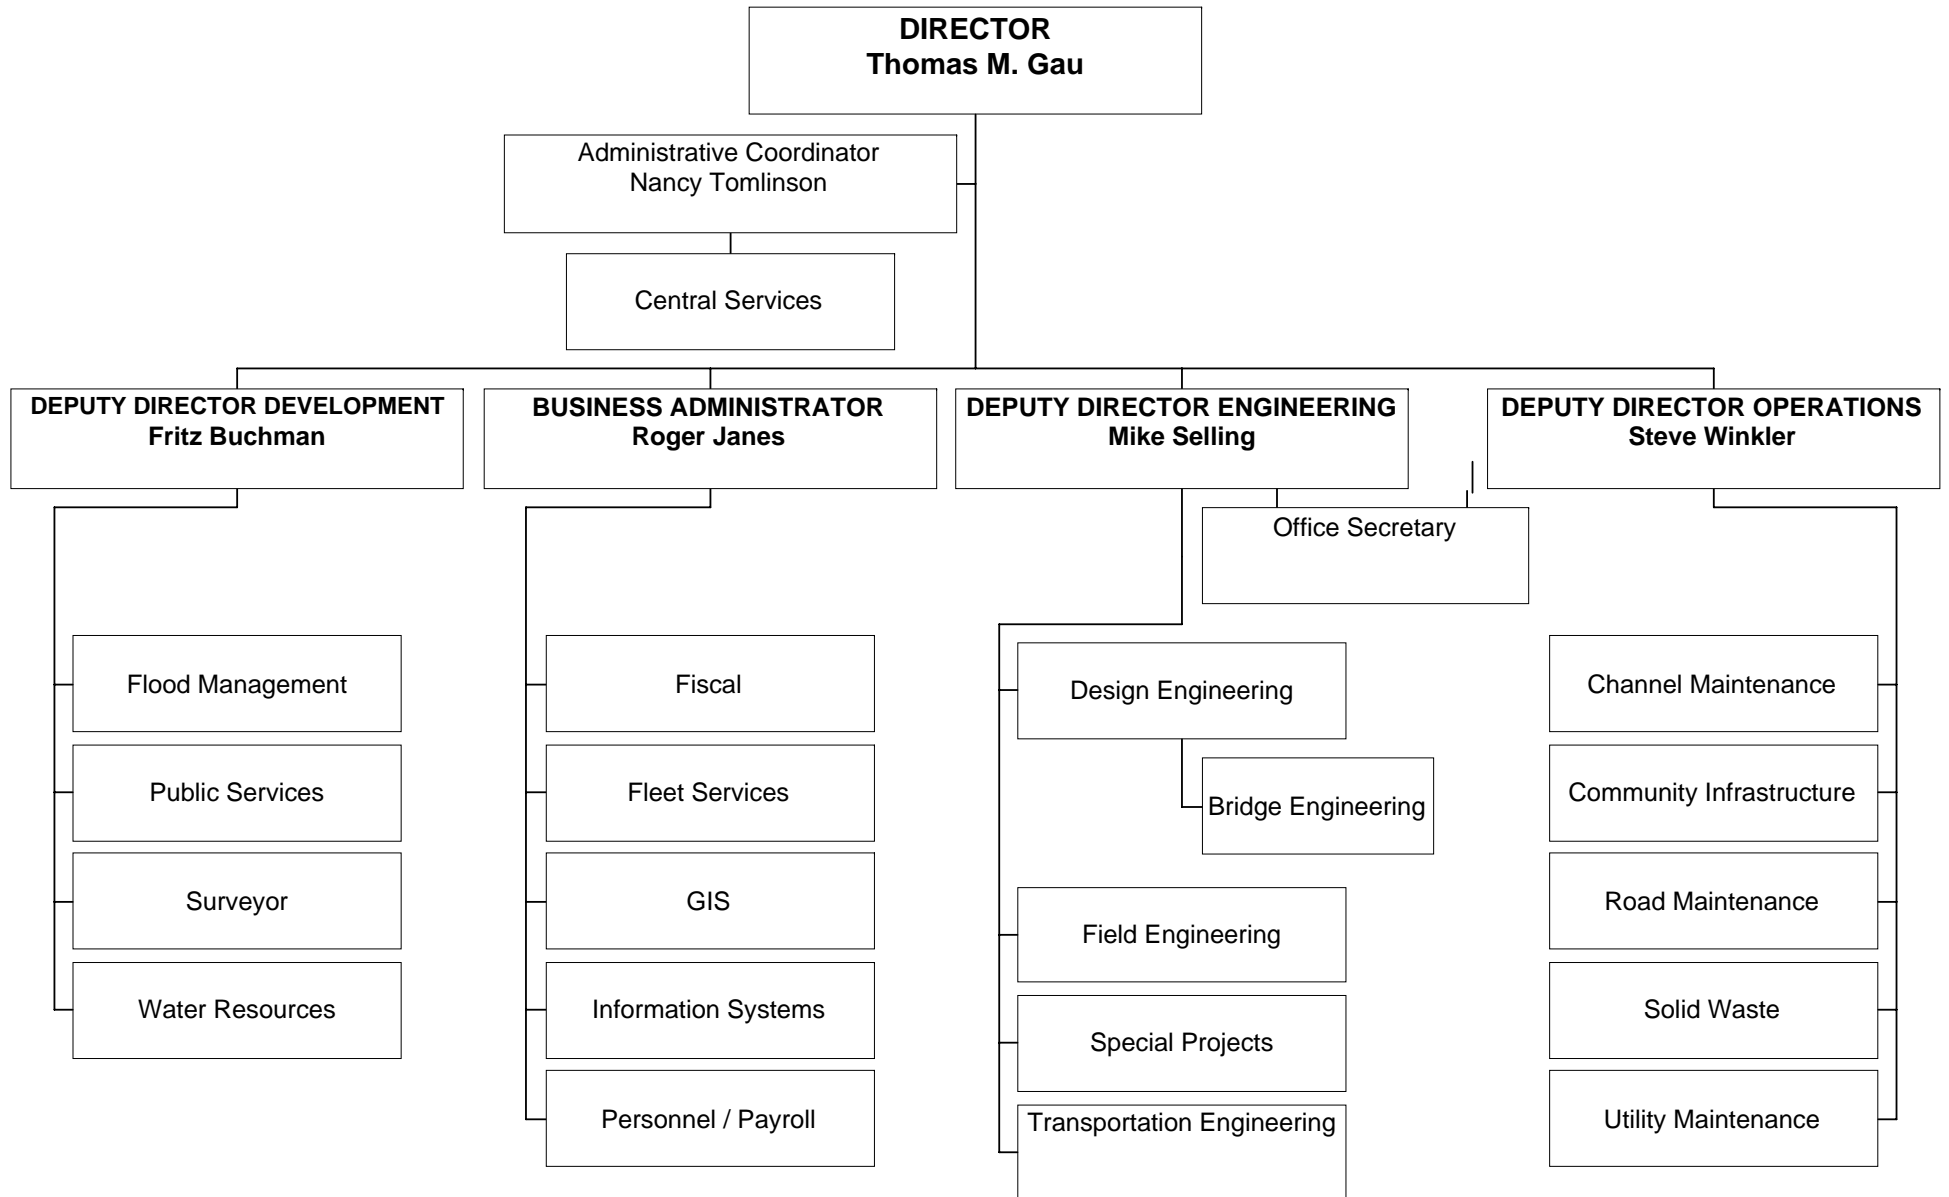 DIRECTOR
Thomas M. Gau
Administrative Coordinator
Nancy Tomlinson
Central Services
DEPUTY DIRECTOR DEVELOPMENT
Fritz Buchman
BUSINESS ADMINISTRATOR
Roger Janes
DEPUTY DIRECTOR ENGINEERING
Mike Selling
DEPUTY DIRECTOR OPERATIONS
Steve Winkler
Office Secretary
Flood Management
Public Services
Surveyor
Water Resources
Fiscal
Fleet Services
GIS
Information Systems
Personnel / Payroll
Design Engineering
Bridge Engineering
Field Engineering
Special Projects
Transportation Engineering
Channel Maintenance
Community Infrastructure
Road Maintenance
Solid Waste
Utility Maintenance